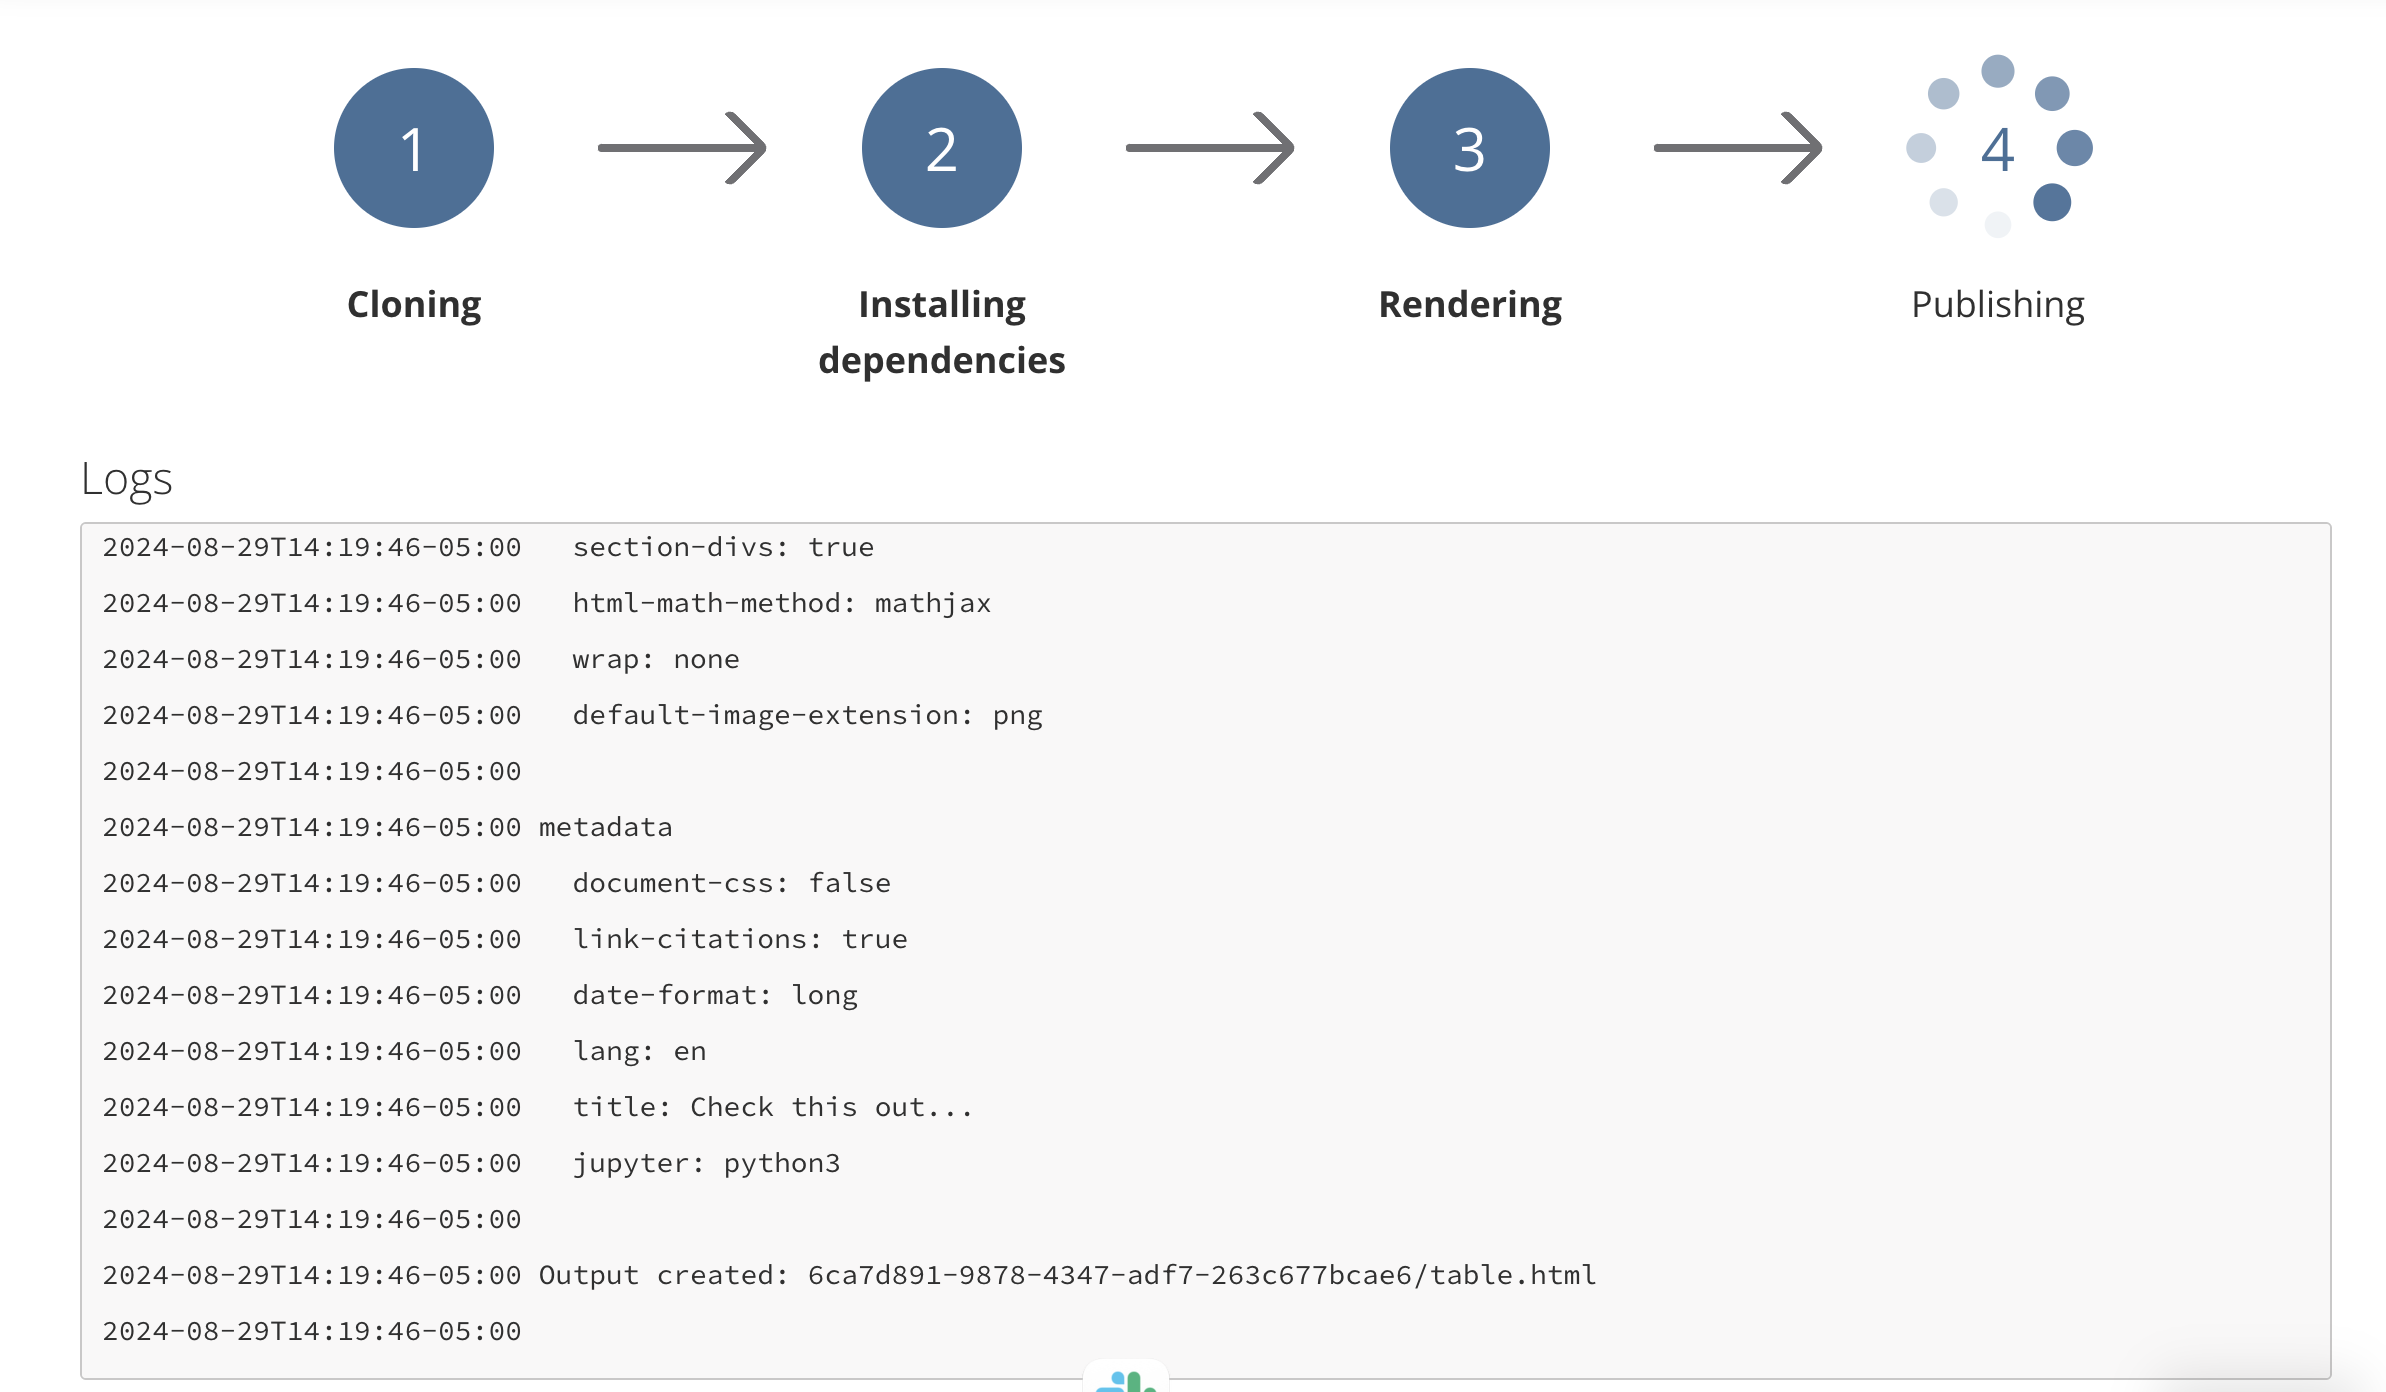 1
2
3
4
Cloning
Installing
dependencies
Rendering
Publishing
Logs
2024-08-29T14:19:46-05:00   section-divs: true
2024-08-29T14:19:46-05:00   html-math-method: mathjax
2024-08-29T14:19:46-05:00   wrap: none
2024-08-29T14:19:46-05:00   default-image-extension: png
2024-08-29T14:19:46-05:00
2024-08-29T14:19:46-05:00 metadata
2024-08-29T14:19:46-05:00   document-css: false
2024-08-29T14:19:46-05:00   link-citations: true
2024-08-29T14:19:46-05:00   date-format: long
2024-08-29T14:19:46-05:00   lang: en
2024-08-29T14:19:46-05:00   title: Check this out...
2024-08-29T14:19:46-05:00   jupyter: python3
2024-08-29T14:19:46-05:00
2024-08-29T14:19:46-05:00 Output created: 6ca7d891-9878-4347-adf7-263c677bcae6/table.html
2024-08-29T14:19:46-05:00